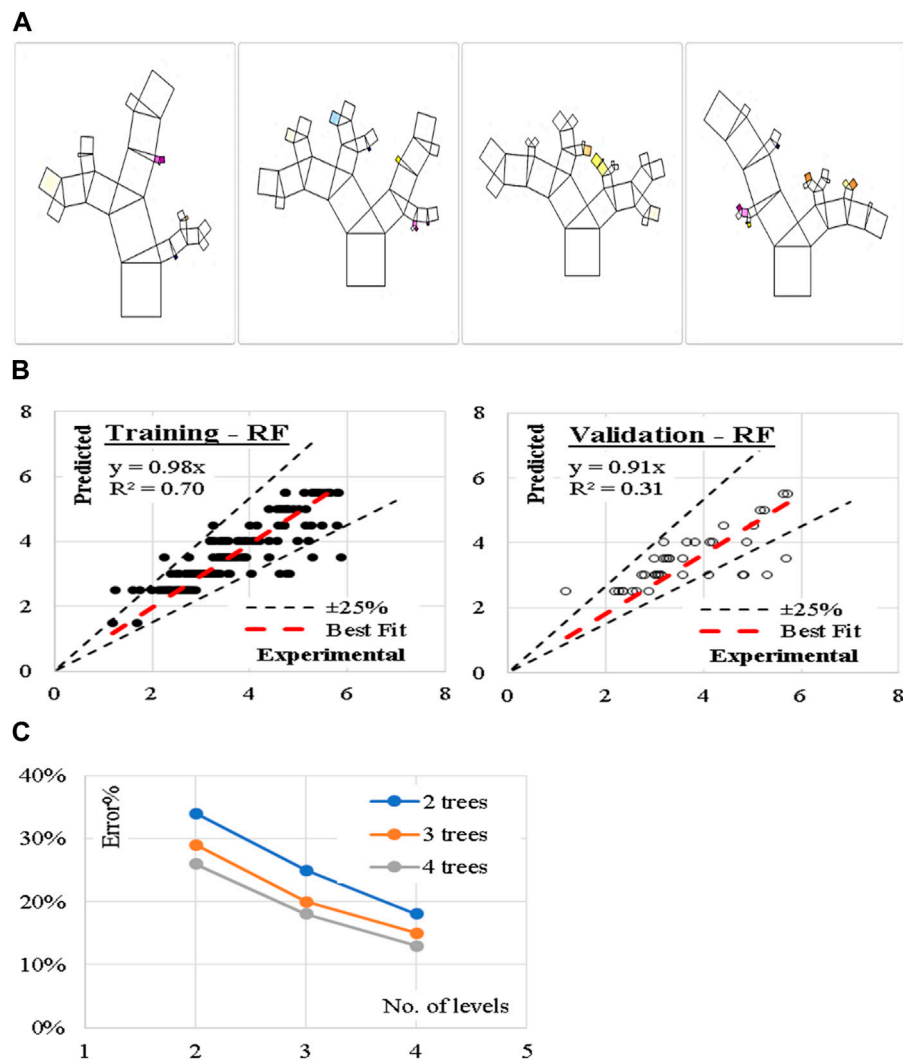 A
B
8
6
4
2
0
Predicted
Training - RF
y = 0.98x
R² = 0.70
±25%
Best Fit
Experimental
0 2 4 6 8
8
6
4
2
0
Predicted
Validation - RF
y = 0.91x
R² = 0.31
±25%
Best Fit
Experimental
0 2 4 6 8
C
40%
30%
20%
10%
0%
Error%
2 trees
3 trees
4 trees
No. of levels
1 2 3 4 5